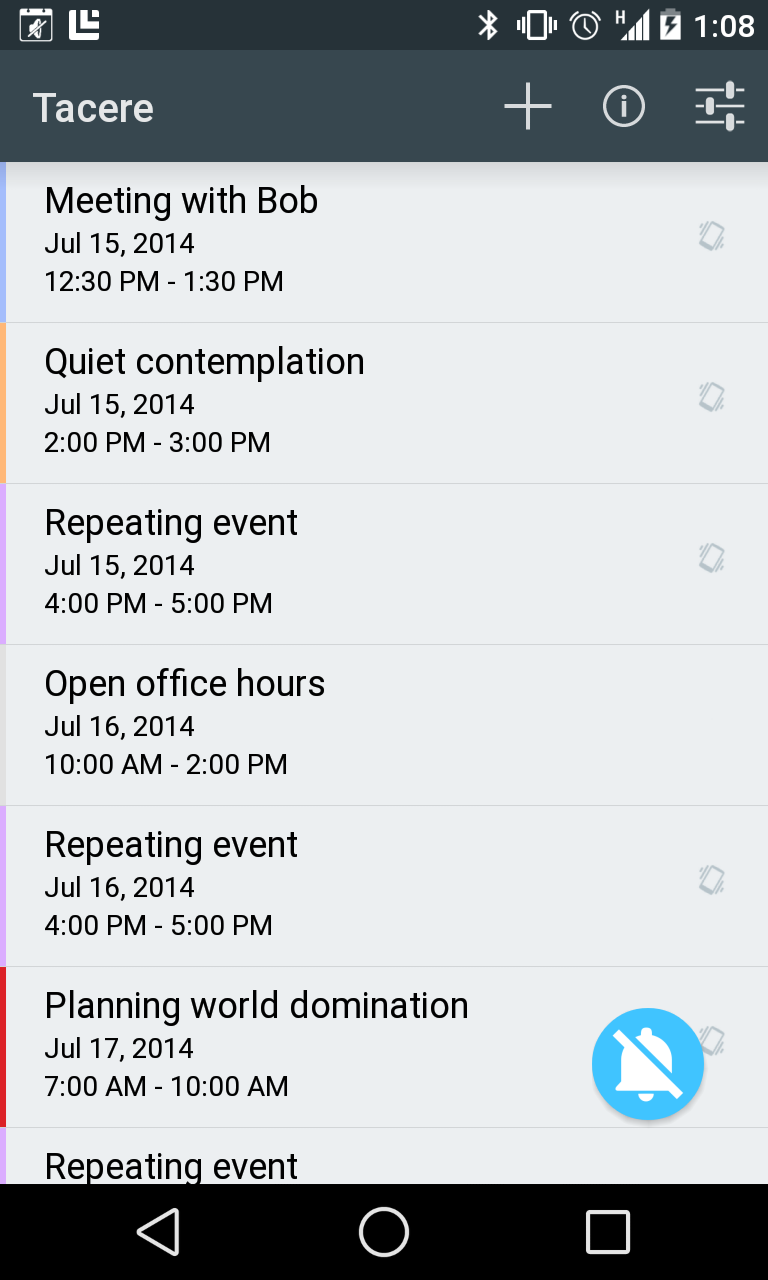 H
1:08
Tacere
Meeting with Bob
Jul 15, 2014
12:30 PM - 1:30 PM
Quiet contemplation
Jul 15, 2014
2:00 PM - 3:00 PM
Repeating event
Jul 15, 2014
4:00 PM - 5:00 PM
Open office hours
Jul 16, 2014
10:00 AM - 2:00 PM
Repeating event
Jul 16, 2014
4:00 PM - 5:00 PM
Planning world domination
Jul 17, 2014
7:00 AM - 10:00 AM
Repeating event